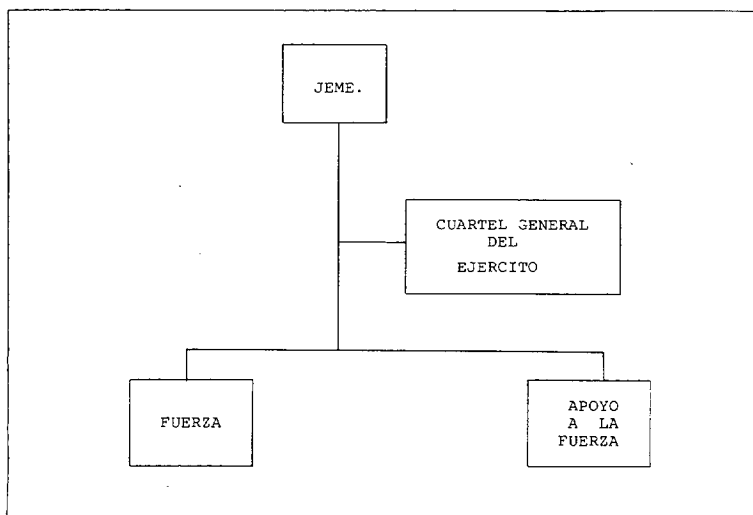 JEME.
CUARTEL GENERAL
DEL
EJERCITO
FUERZA
APOYO
A LA
FUERZA